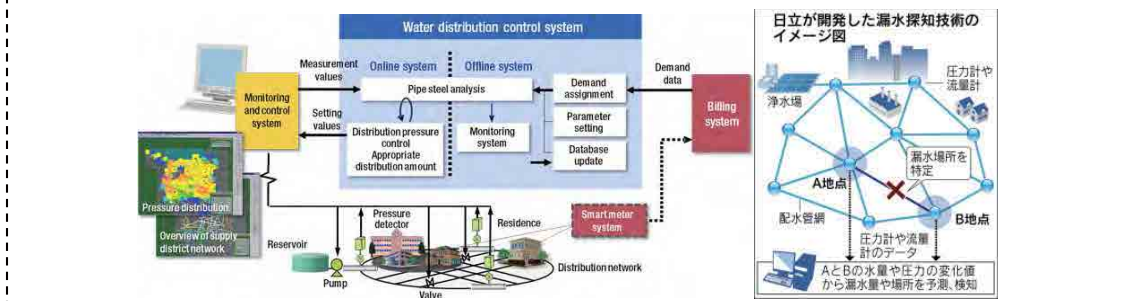 Water distribution control system
Measurement
values
Online system
Offline system
Demand
data
Pipe steel analysis
Demand
assignment
Monitoring
and control
system
Setting
values
Billing
system
Parameter
setting
Distribution pressure
control
Appropriate
distribution amount
Monitoring
system
Database
update
Pressure distribution
Overview of supply
district network
Reservoir
Pressure
detector
Residence
Smart meter
system
Pump
Valve
Distribution network
日立が開発した漏水探知技術の
イメージ図
圧力計や
流量計
浄水場
漏水場所を
特定
A地点
B地点
配水管網
圧力計や流量
計のデータ
AとBの水量や圧力の変化値
から漏水量や場所を予測、検知